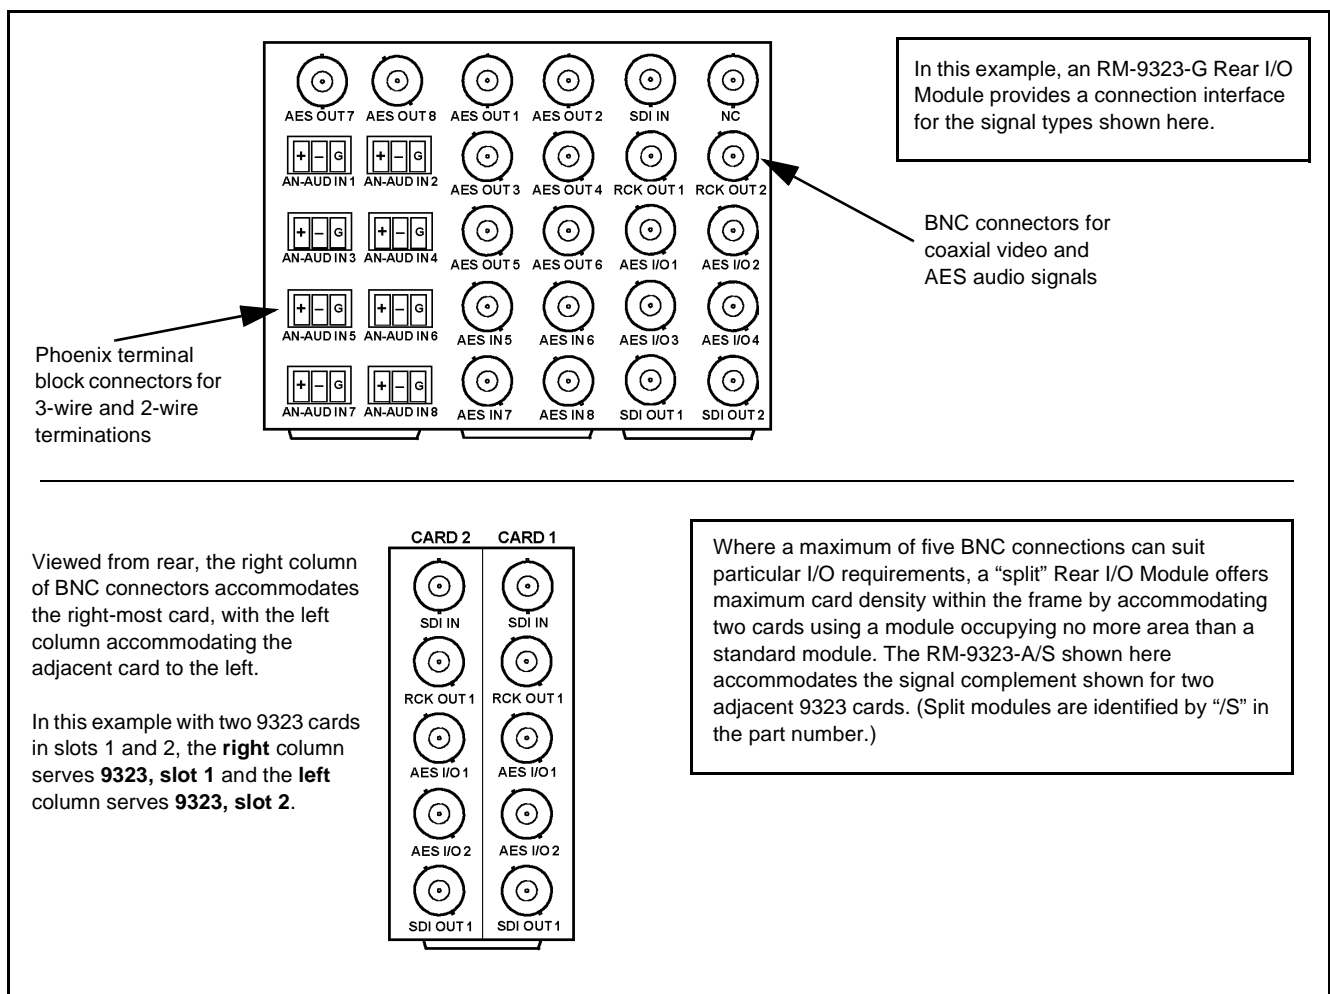 In this example, an RM-9323-G Rear I/O
Module provides a connection interface
for the signal types shown here.
AES OUT 7 AES OUT 8 AES OUT 1 AES OUT 2 SDI IN NC
+ – G + – G
AN-AUD IN 1 AN-AUD IN 2 AES OUT 3 AES OUT 4 RCK OUT 1 RCK OUT 2
+ – G + – G
AN-AUD IN 3 AN-AUD IN 4 AES OUT 5 AES OUT 6 AES I/O 1 AES I/O 2
+ – G + – G
AN-AUD IN 5 AN-AUD IN 6 AES IN 5 AES IN 6 AES I/O 3 AES I/O 4
+ – G + – G
AN-AUD IN 7 AN-AUD IN 8 AES IN 7 AES IN 8 SDI OUT 1 SDI OUT 2
BNC connectors for
coaxial video and
AES audio signals
Phoenix terminal
block connectors for
3-wire and 2-wire
terminations
Viewed from rear, the right column
of BNC connectors accommodates
the right-most card, with the left
column accommodating the
adjacent card to the left.
In this example with two 9323 cards
in slots 1 and 2, the right column
serves 9323, slot 1 and the left
column serves 9323, slot 2.
CARD 2 CARD 1
SDI IN SDI IN
RCK OUT 1 RCK OUT 1
AES I/O 1 AES I/O 1
AES I/O 2 AES I/O 2
SDI OUT 1 SDI OUT 1
Where a maximum of five BNC connections can suit
particular I/O requirements, a “split” Rear I/O Module offers
maximum card density within the frame by accommodating
two cards using a module occupying no more area than a
standard module. The RM-9323-A/S shown here
accommodates the signal complement shown for two
adjacent 9323 cards. (Split modules are identified by “/S” in
the part number.)